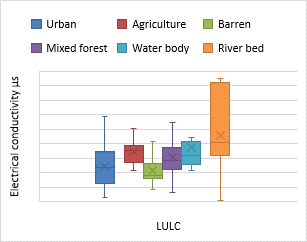 Urban Agriculture Barren
Mixed forest Water body River bed
Electrical conductivity µs
LULC